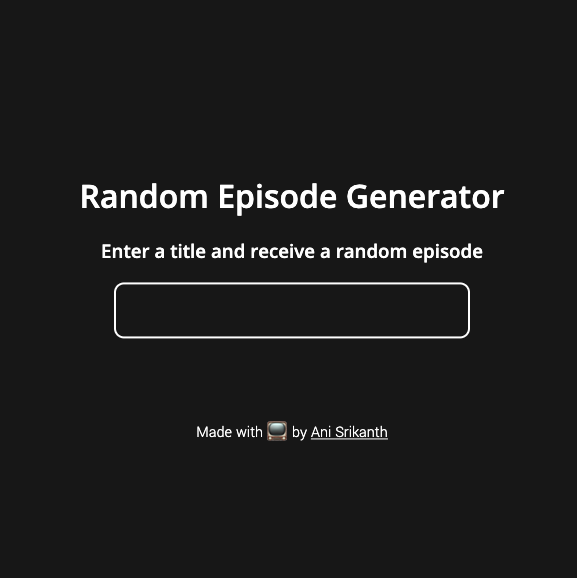 Random Episode Generator
Enter a title and receive a random episode
Made with 📺 by Ani Srikanth